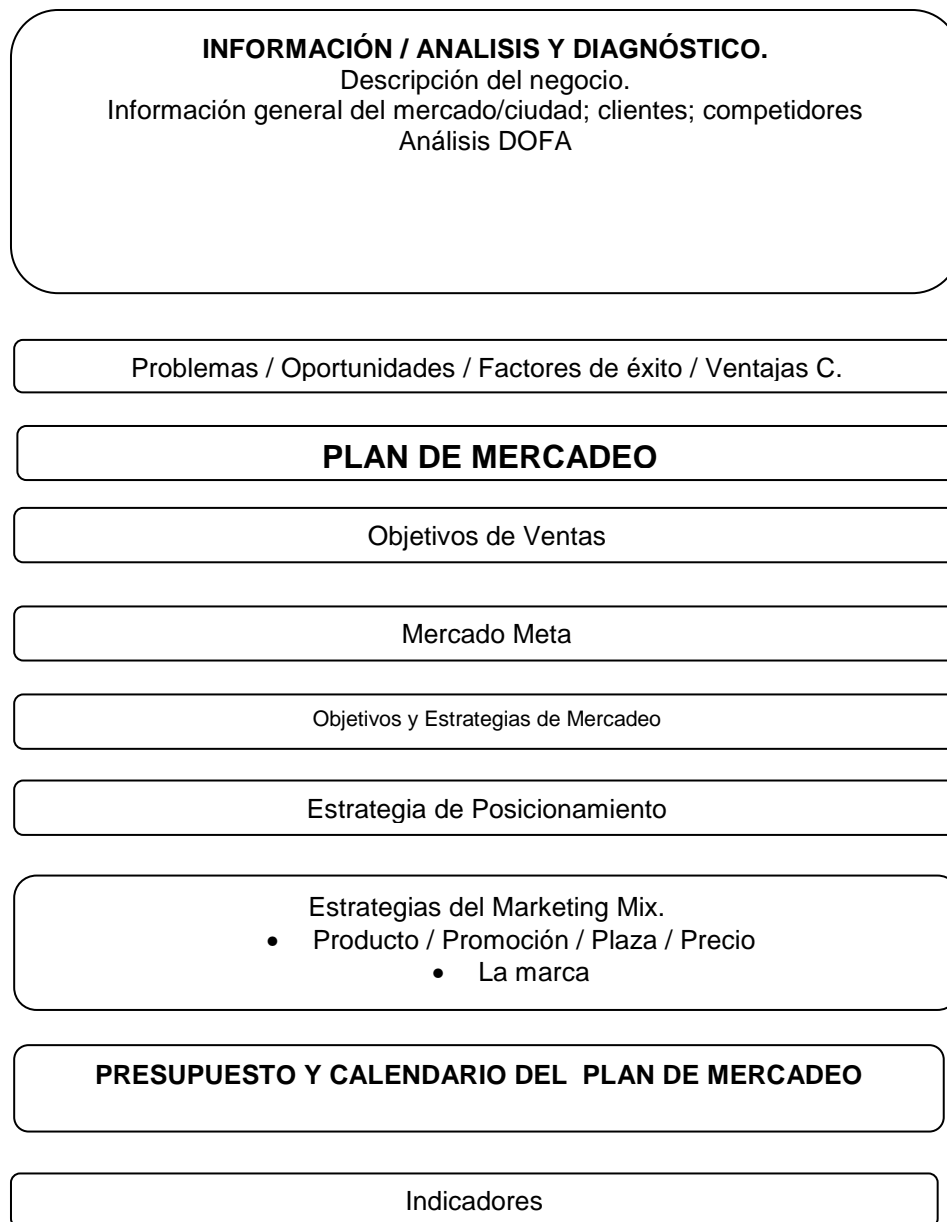 INFORMACIÓN / ANALISIS Y DIAGNÓSTICO.
Descripción del negocio.
Información general del mercado/ciudad; clientes; competidores
Análisis DOFA
Problemas / Oportunidades / Factores de éxito / Ventajas C.
PLAN DE MERCADEO
Objetivos de Ventas
Mercado Meta
Objetivos y Estrategias de Mercadeo
Estrategia de Posicionamiento
Estrategias del Marketing Mix.
• Producto / Promoción / Plaza / Precio
• La marca
PRESUPUESTO Y CALENDARIO DEL PLAN DE MERCADEO
Indicadores